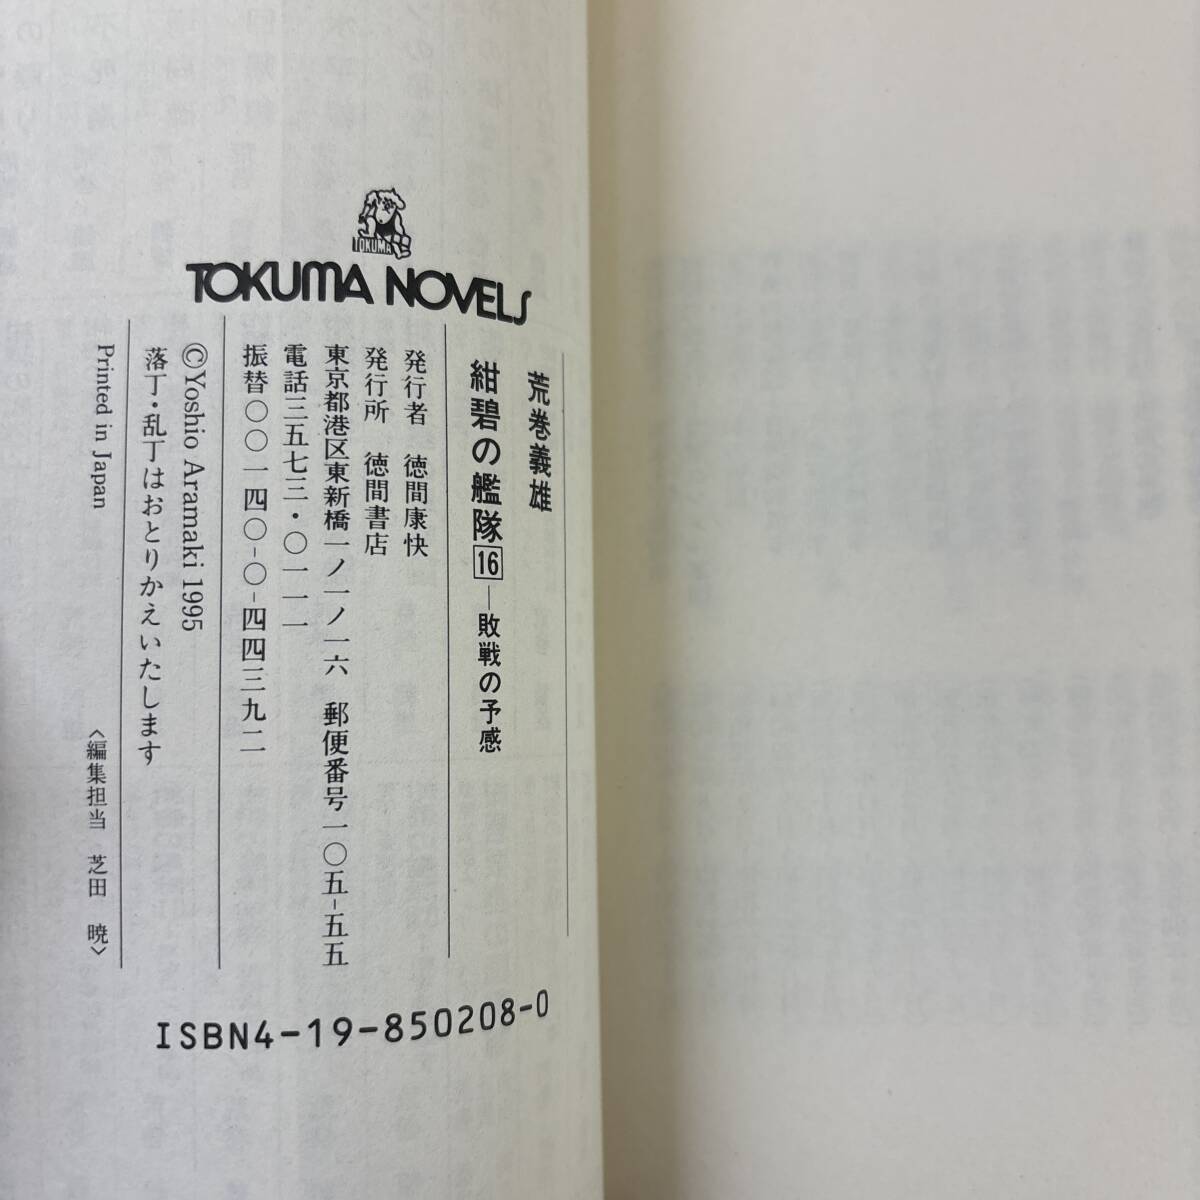 TOKUMA
TOKUMA NOVELS
荒巻義雄
紺碧の艦隊16―敗戦の予感
発行者 徳間康快
発行所 徳間書店
東京都港区東新橋一ノ一ノ一六 郵便番号一〇五-五五
電話三五七三・〇一一一
振替〇〇一四〇-〇-四四三九二
©Yoshio Aramaki 1995
落丁・乱丁はおとりかえいたします
Printed in Japan
〈編集担当 芝田 暁〉
ISBN4-19-850208-0